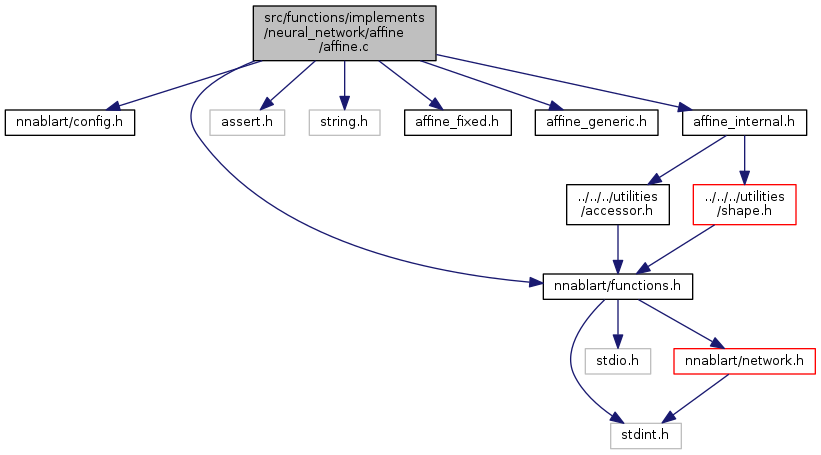 src/functions/implements
/neural_network/affine
/affine.c
nnablart/config.h
assert.h
string.h
affine_fixed.h
affine_generic.h
affine_internal.h
../../../utilities
/accessor.h
../../../utilities
/shape.h
nnablart/functions.h
stdio.h
nnablart/network.h
stdint.h